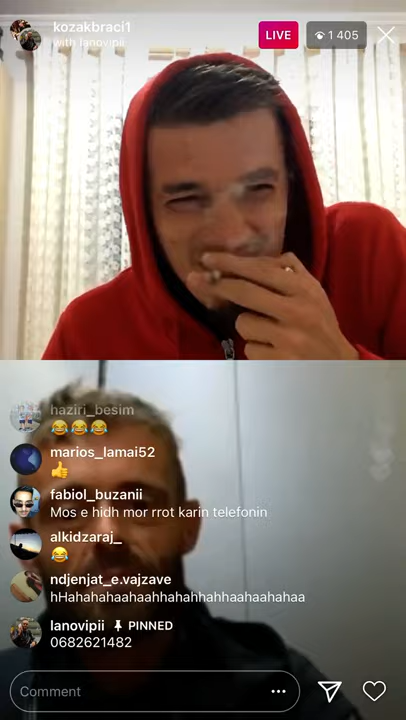 kozakbraci1
with lanovipii
LIVE
1 405
haziri_besim
😂😂😂
marios_lamai52
👍
fabiol_buzanii
Mos e hidh mor rrot karin telefonin
alkidzaraj_
😂
ndjenjat_e.vajzave
hHahahahaahaahhahahhahhahhaahaahahaa
lanovipii PINNED
0682621482
Comment